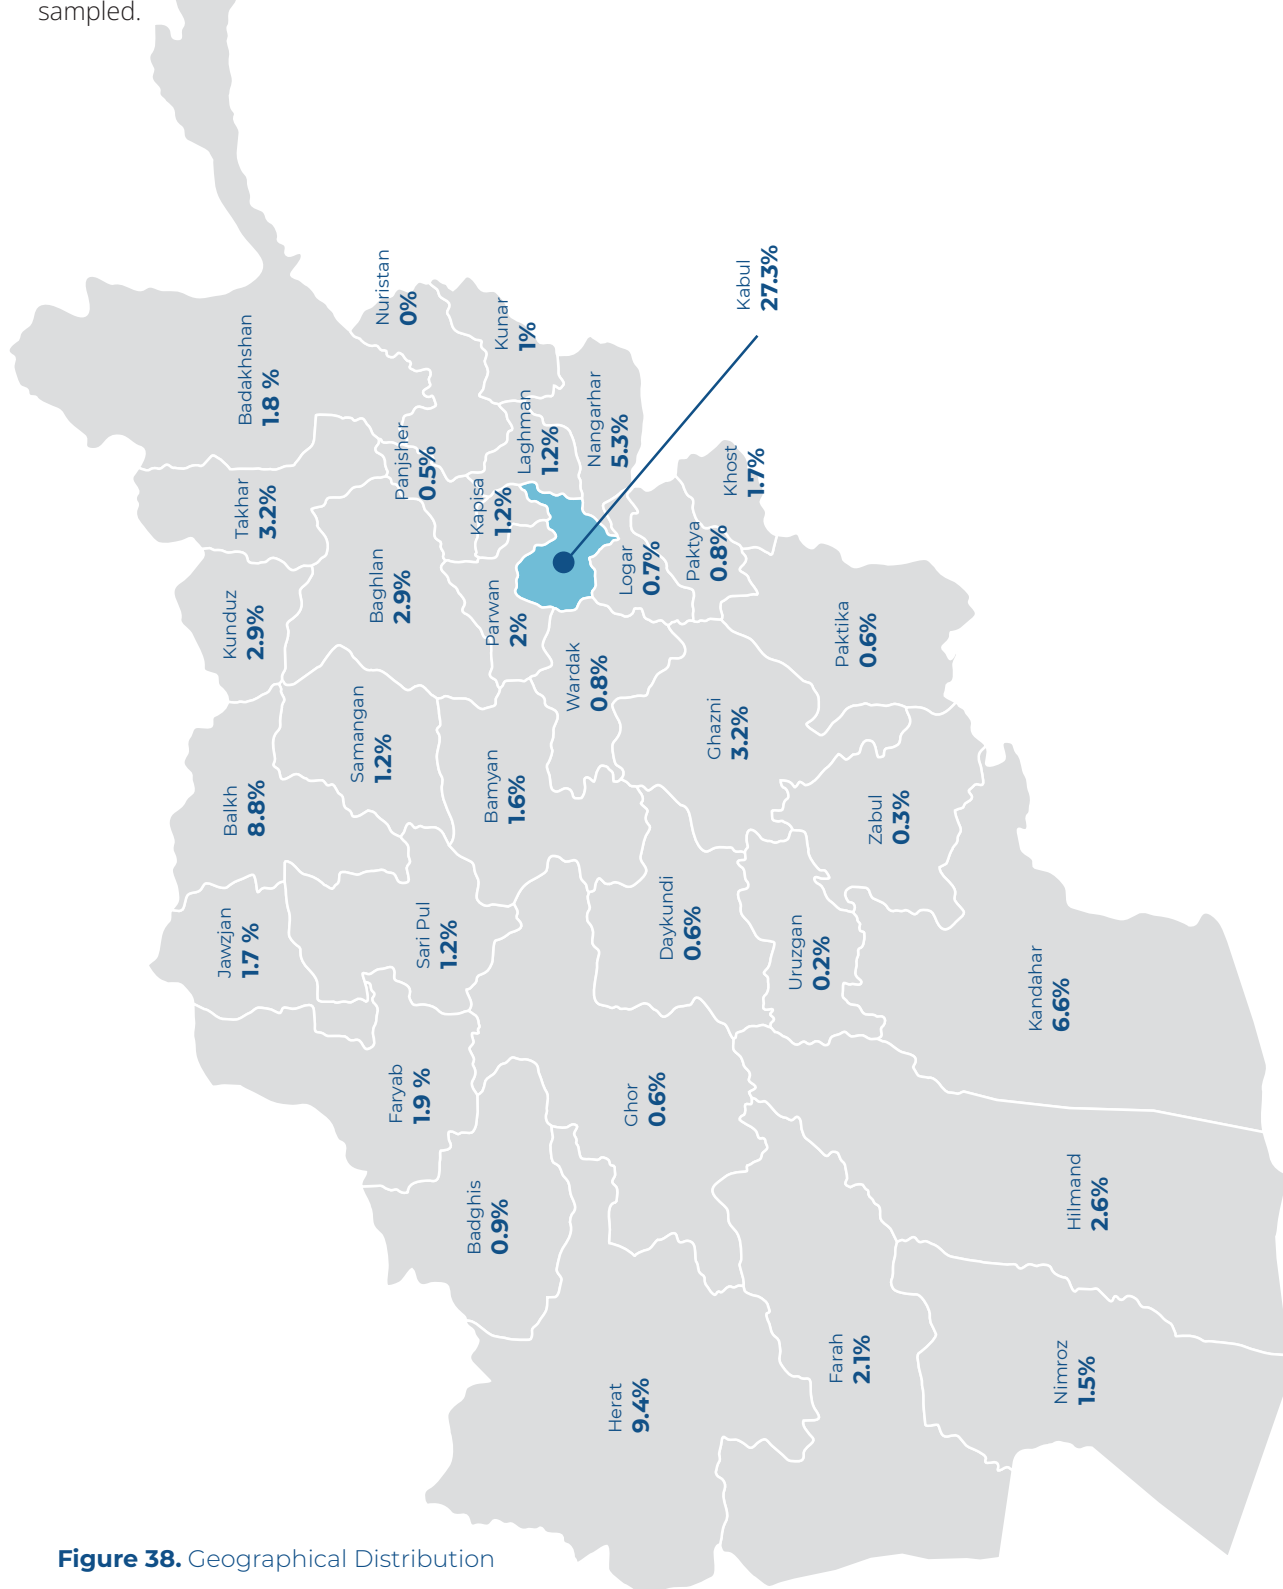 sampled.
Nuristan
0%
Kabul
27.3%
Kunar
1%
Badakhshan
1.8 %
Nangarhar
5.3%
Laghman
1.2%
Panjsher
0.5%
Khost
1.7%
Takhar
3.2%
Kapisa
1.2%
Paktya
0.8%
Logar
0.7%
Baghlan
2.9%
Kunduz
2.9%
Parwan
2%
Paktika
0.6%
Wardak
0.8%
Samangan
1.2%
Ghazni
3.2%
Bamyan
1.6%
Balkh
8.8%
Zabul
0.3%
Daykundi
0.6%
Sari Pul
1.2%
Jawzjan
1.7 %
Uruzgan
0.2%
Kandahar
6.6%
Faryab
1.9 %
Ghor
0.6%
Hilmand
2.6%
Badghis
0.9%
Farah
2.1%
Nimroz
1.5%
Herat
9.4%
Figure 38. Geographical Distribution